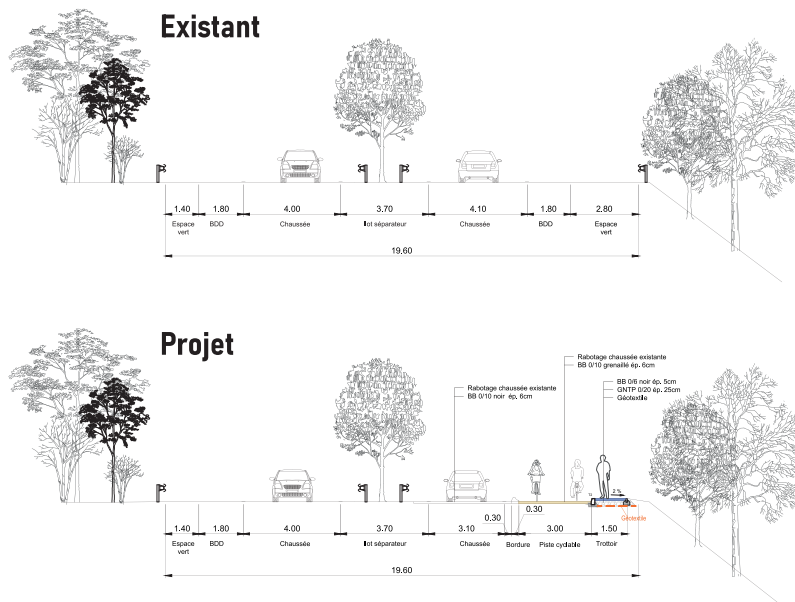 Existant
1.40 1.80 4.00 3.70 4.10 1.80 2.80
Espace vert BDD Chaussée Ilot séparateur Chaussée BDD Espace vert
19.60
Projet
Rabotage chaussée existante
BB 0/10 grenaillé ép. 6cm
Rabotage chaussée existante
BB 0/10 noir ép. 6cm
BB 0/6 noir ép. 5cm
GNTP 0/20 ép. 25cm
Géotextile
2 %
Géotextile
0.30 0.30
1.40 1.80 4.00 3.70 3.10 3.00 1.50
Espace vert BDD Chaussée Ilot séparateur Chaussée Bordure Piste cyclable Trottoir
19.60